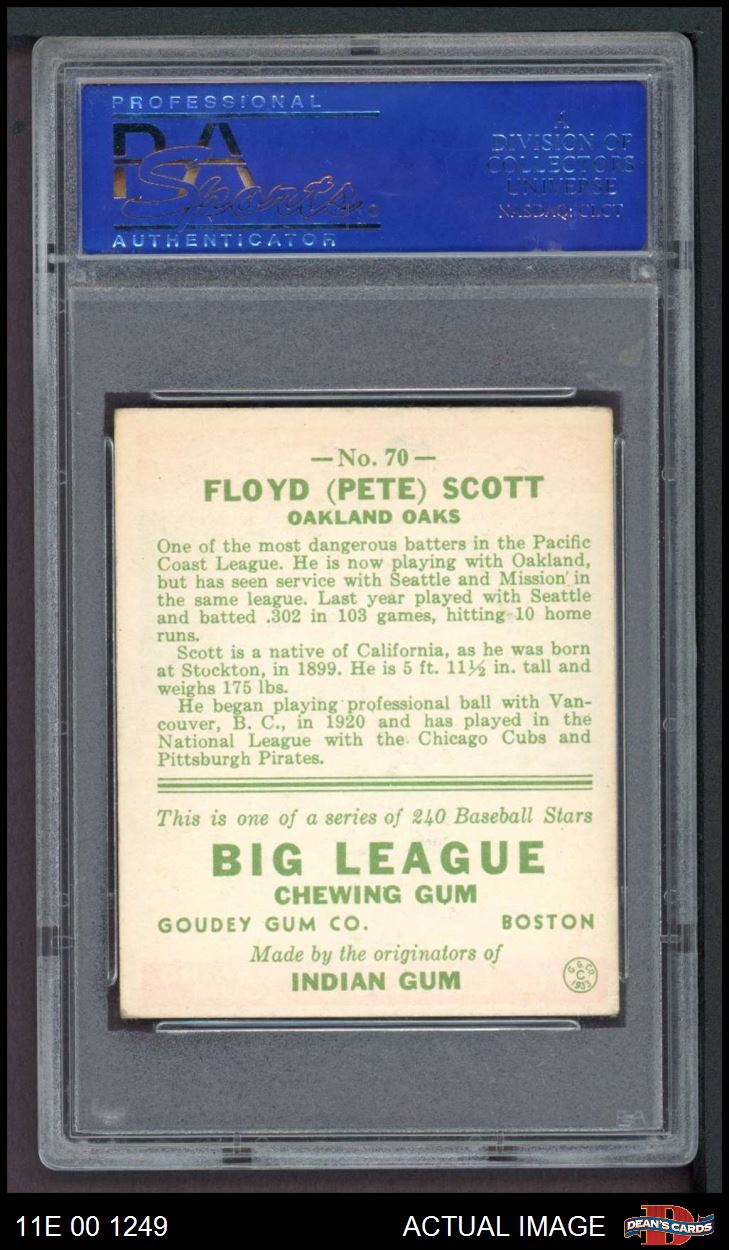 PROFESSIONAL
PSA
Sports
AUTHENTICATOR
A
DIVISION OF
COLLECTORS
UNIVERSE
NASDAQ: CLCT
—No. 70—
FLOYD (PETE) SCOTT
OAKLAND OAKS
One of the most dangerous batters in the Pacific
Coast League. He is now playing with Oakland,
but has seen service with Seattle and Mission in
the same league. Last year played with Seattle
and batted .302 in 103 games, hitting 10 home
runs.
Scott is a native of California, as he was born
at Stockton, in 1899. He is 5 ft. 11½ in. tall and
weighs 175 lbs.
He began playing professional ball with Van-
couver, B. C., in 1920 and has played in the
National League with the Chicago Cubs and
Pittsburgh Pirates.
This is one of a series of 240 Baseball Stars
BIG LEAGUE
CHEWING GUM
GOUDEY GUM CO. BOSTON
Made by the originators of
INDIAN GUM
G. G. CO.
C
1933
PSA
11E 00 1249 ACTUAL IMAGE DEAN'S CARDS